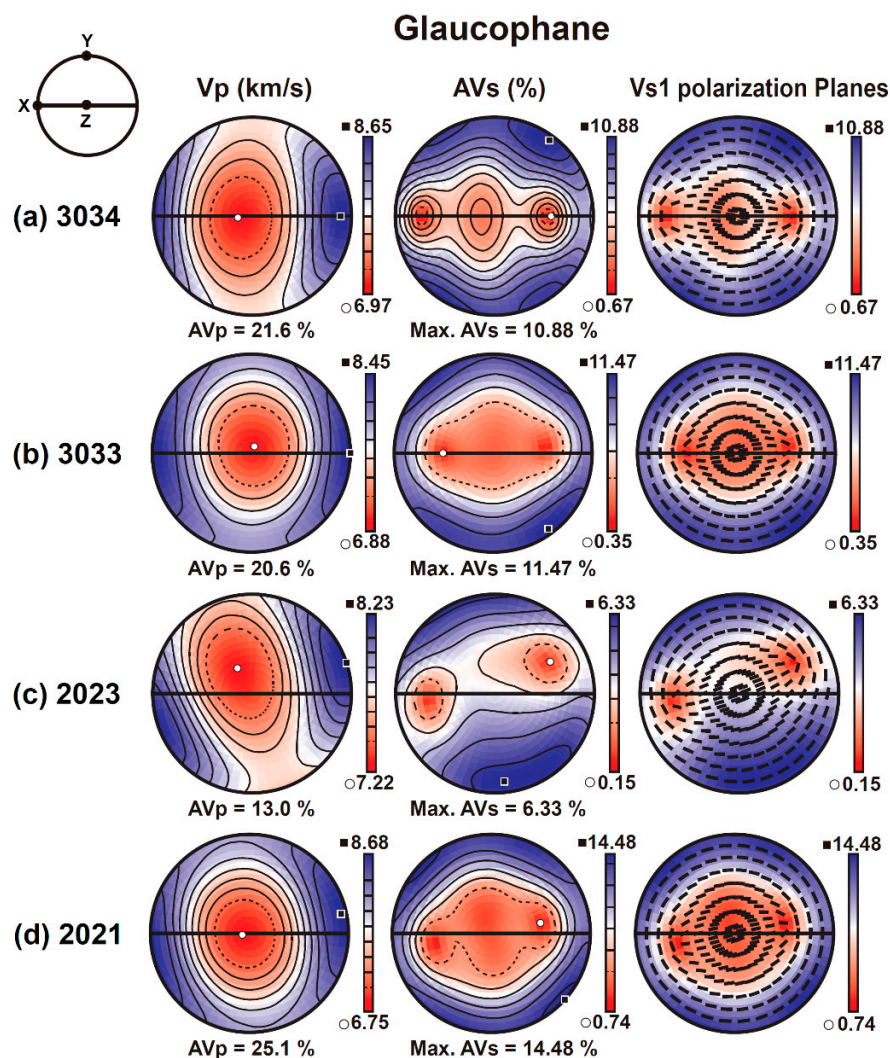 Glaucophane
Y
X
Z
Vp (km/s) AVs (%) Vs1 polarization Planes
(a) 3034
■8.65 ■10.88 ■10.88
○6.97 ○0.67 ○0.67
AVp = 21.6 % Max. AVs = 10.88 %
(b) 3033
■8.45 ■11.47 ■11.47
○6.88 ○0.35 ○0.35
AVp = 20.6 % Max. AVs = 11.47 %
(c) 2023
■8.23 ■6.33 ■6.33
○7.22 ○0.15 ○0.15
AVp = 13.0 % Max. AVs = 6.33 %
(d) 2021
■8.68 ■14.48 ■14.48
○6.75 ○0.74 ○0.74
AVp = 25.1 % Max. AVs = 14.48 %